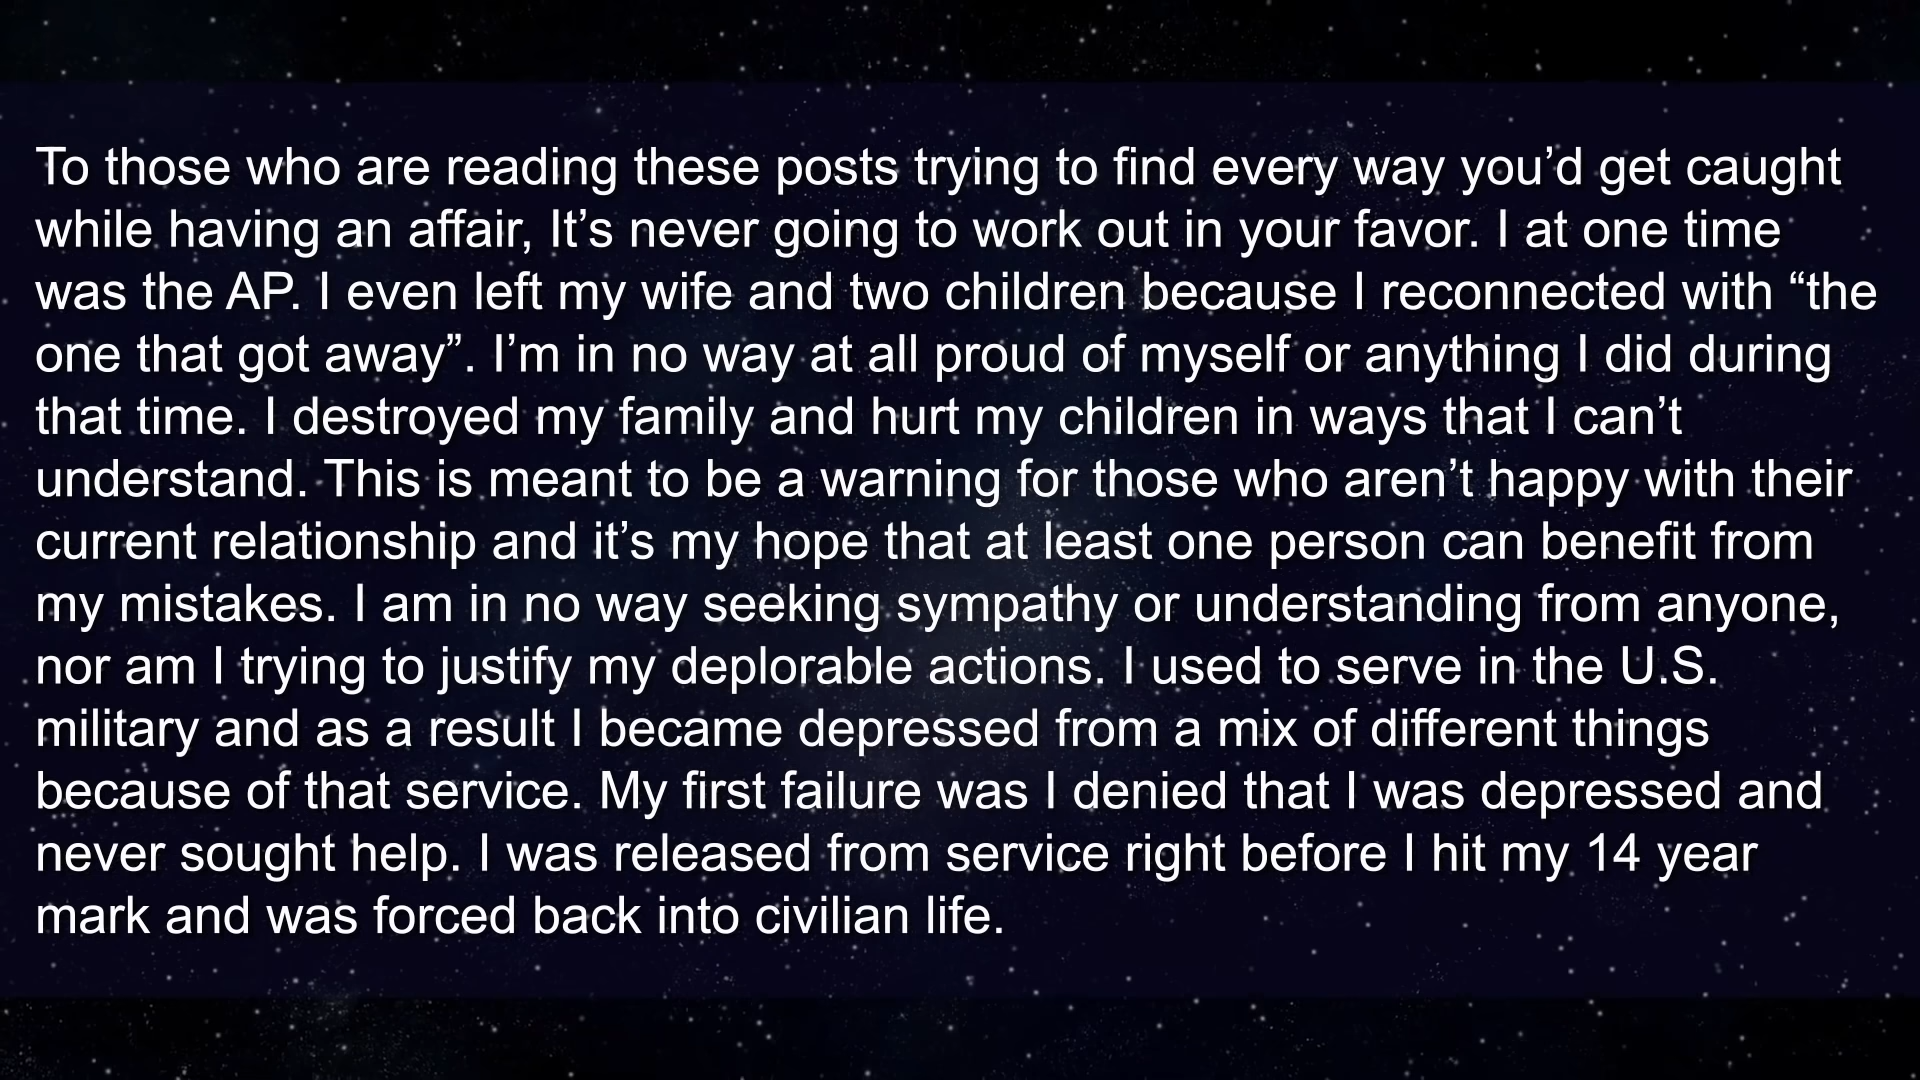 To those who are reading these posts trying to find every way you’d get caught
while having an affair, It’s never going to work out in your favor. I at one time
was the AP. I even left my wife and two children because I reconnected with “the
one that got away”. I’m in no way at all proud of myself or anything I did during
that time. I destroyed my family and hurt my children in ways that I can’t
understand. This is meant to be a warning for those who aren’t happy with their
current relationship and it’s my hope that at least one person can benefit from
my mistakes. I am in no way seeking sympathy or understanding from anyone,
nor am I trying to justify my deplorable actions. I used to serve in the U.S.
military and as a result I became depressed from a mix of different things
because of that service. My first failure was I denied that I was depressed and
never sought help. I was released from service right before I hit my 14 year
mark and was forced back into civilian life.